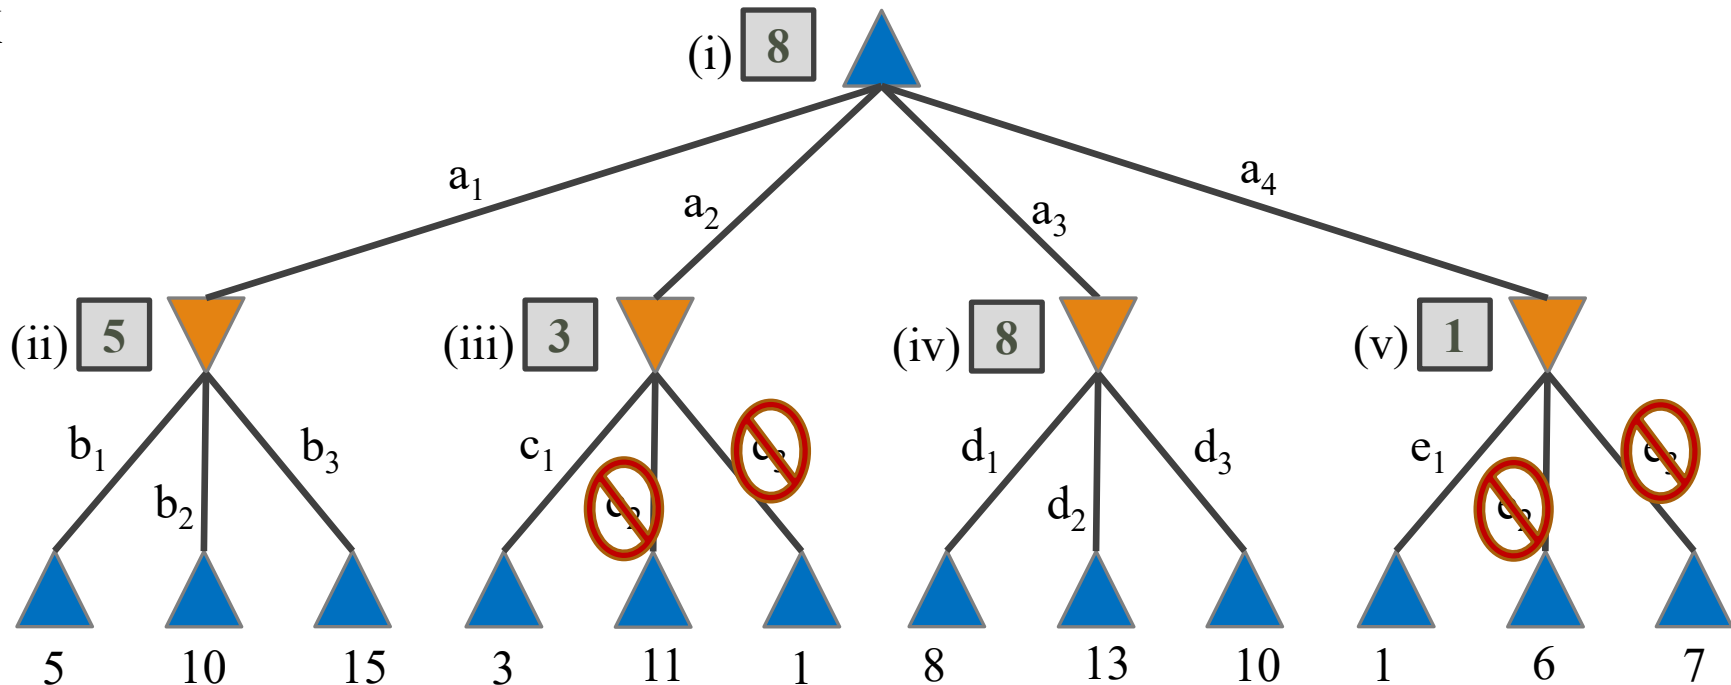 (i) 8
a₁ a₂ a₃ a₄
(ii) 5 (iii) 3 (iv) 8 (v) 1
b₁ b₂ b₃ c₁ d₁ d₂ d₃ e₁
5 10 15 3 11 1 8 13 10 1 6 7